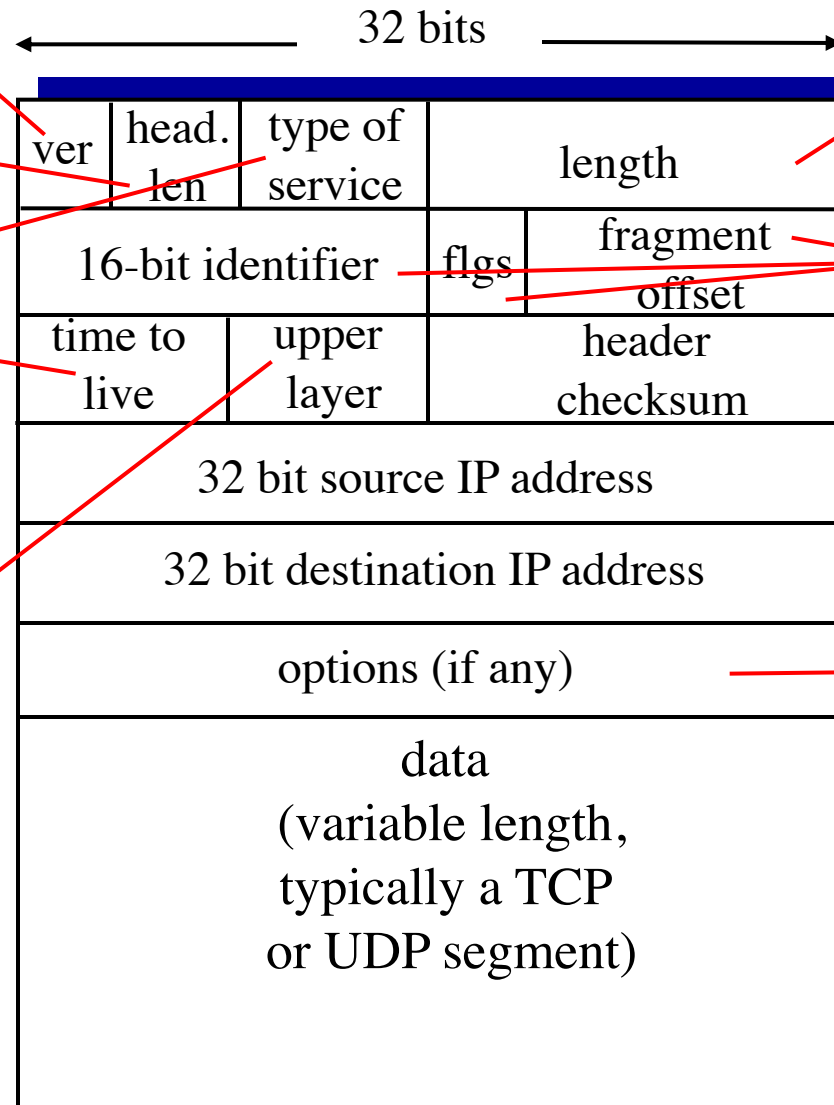 32 bits
ver
head.
len
type of
service
length
16-bit identifier
flgs
fragment
offset
time to
live
upper
layer
header
checksum
32 bit source IP address
32 bit destination IP address
options (if any)
data
(variable length,
typically a TCP
or UDP segment)